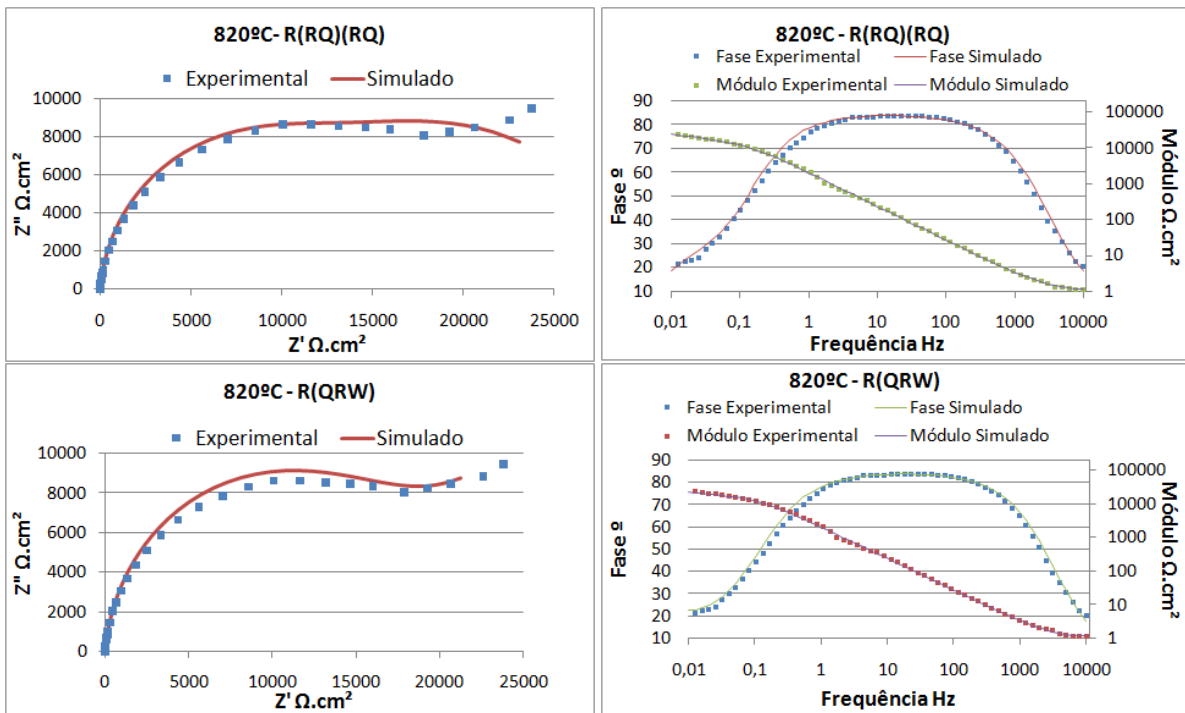 820ºC- R(RQ)(RQ)
Experimental Simulado
10000
8000
6000
4000
2000
0
Z'' Ω.cm²
0 5000 10000 15000 20000 25000
Z' Ω.cm²
820ºC - R(RQ)(RQ)
Fase Experimental Fase Simulado
Módulo Experimental Módulo Simulado
90
80
70
60
50
40
30
20
10
Fase º
100000
10000
1000
100
10
1
Módulo Ω.cm²
0,01 0,1 1 10 100 1000 10000
Frequência Hz
820ºC - R(QRW)
Experimental Simulado
10000
8000
6000
4000
2000
0
Z'' Ω.cm²
0 5000 10000 15000 20000 25000
Z' Ω.cm²
820ºC - R(QRW)
Fase Experimental Fase Simulado
Módulo Experimental Módulo Simulado
90
80
70
60
50
40
30
20
10
Fase º
100000
10000
1000
100
10
1
Módulo Ω.cm²
0,01 0,1 1 10 100 1000 10000
Frequência Hz